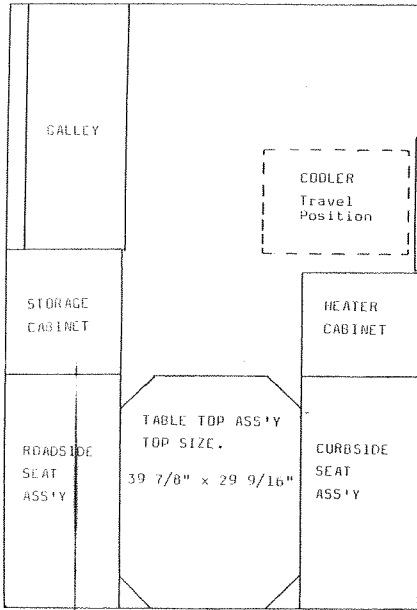 GALLEY
COOLER
Travel
Position
STORAGE
CABINET
HEATER
CABINET
TABLE TOP ASS'Y
TOP SIZE.
39 7/8" x 29 9/16"
ROADSIDE
SEAT
ASS'Y
CURBSIDE
SEAT
ASS'Y